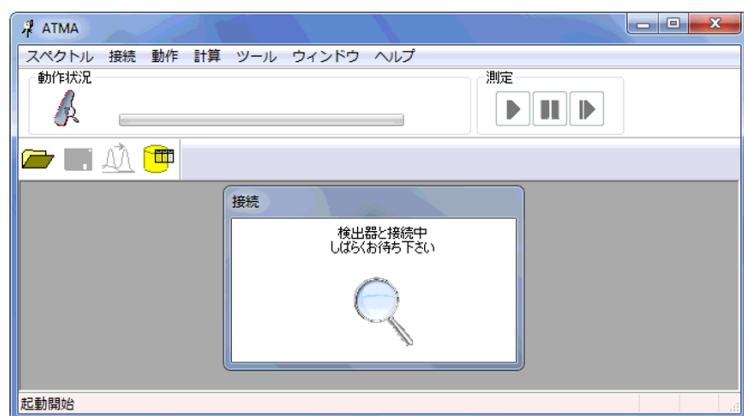 ATMA
スペクトル 接続 動作 計算 ツール ウィンドウ ヘルプ
動作状況
測定
接続
検出器と接続中
しばらくお待ち下さい
起動開始